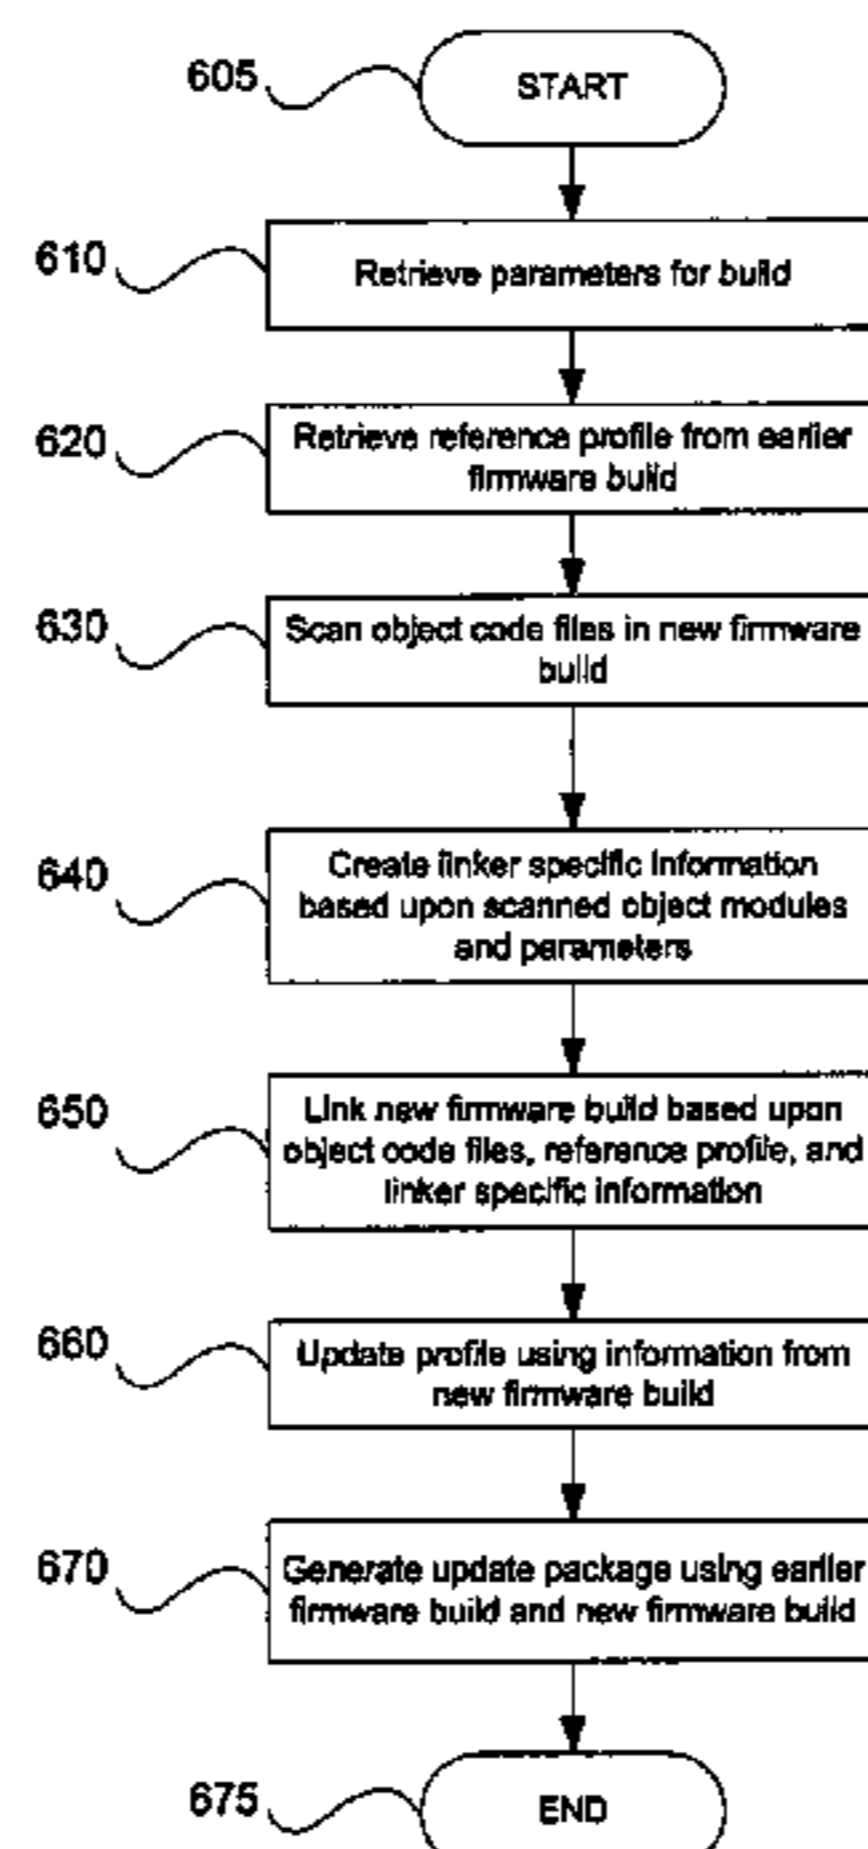 605
START
610
Retrieve parameters for build
620
Retrieve reference profile from earlier
firmware build
630
Scan object code files in new firmware
build
640
Create linker specific information
based upon scanned object modules
and parameters
650
Link new firmware build based upon
object code files, reference profile, and
linker specific information
660
Update profile using information from
new firmware build
670
Generate update package using earlier
firmware build and new firmware build
675
END